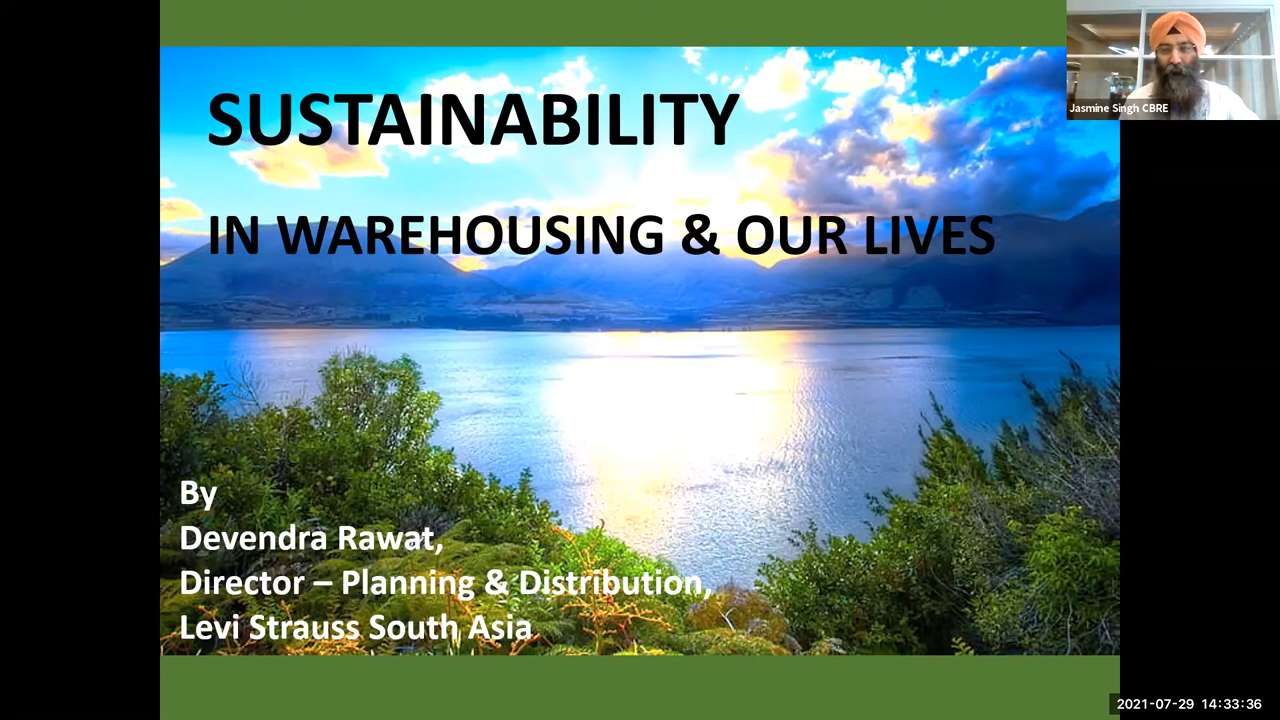 SUSTAINABILITY
IN WAREHOUSING & OUR LIVES
Jasmine Singh CBRE
By
Devendra Rawat,
Director – Planning & Distribution,
Levi Strauss South Asia
2021-07-29 14:33:36